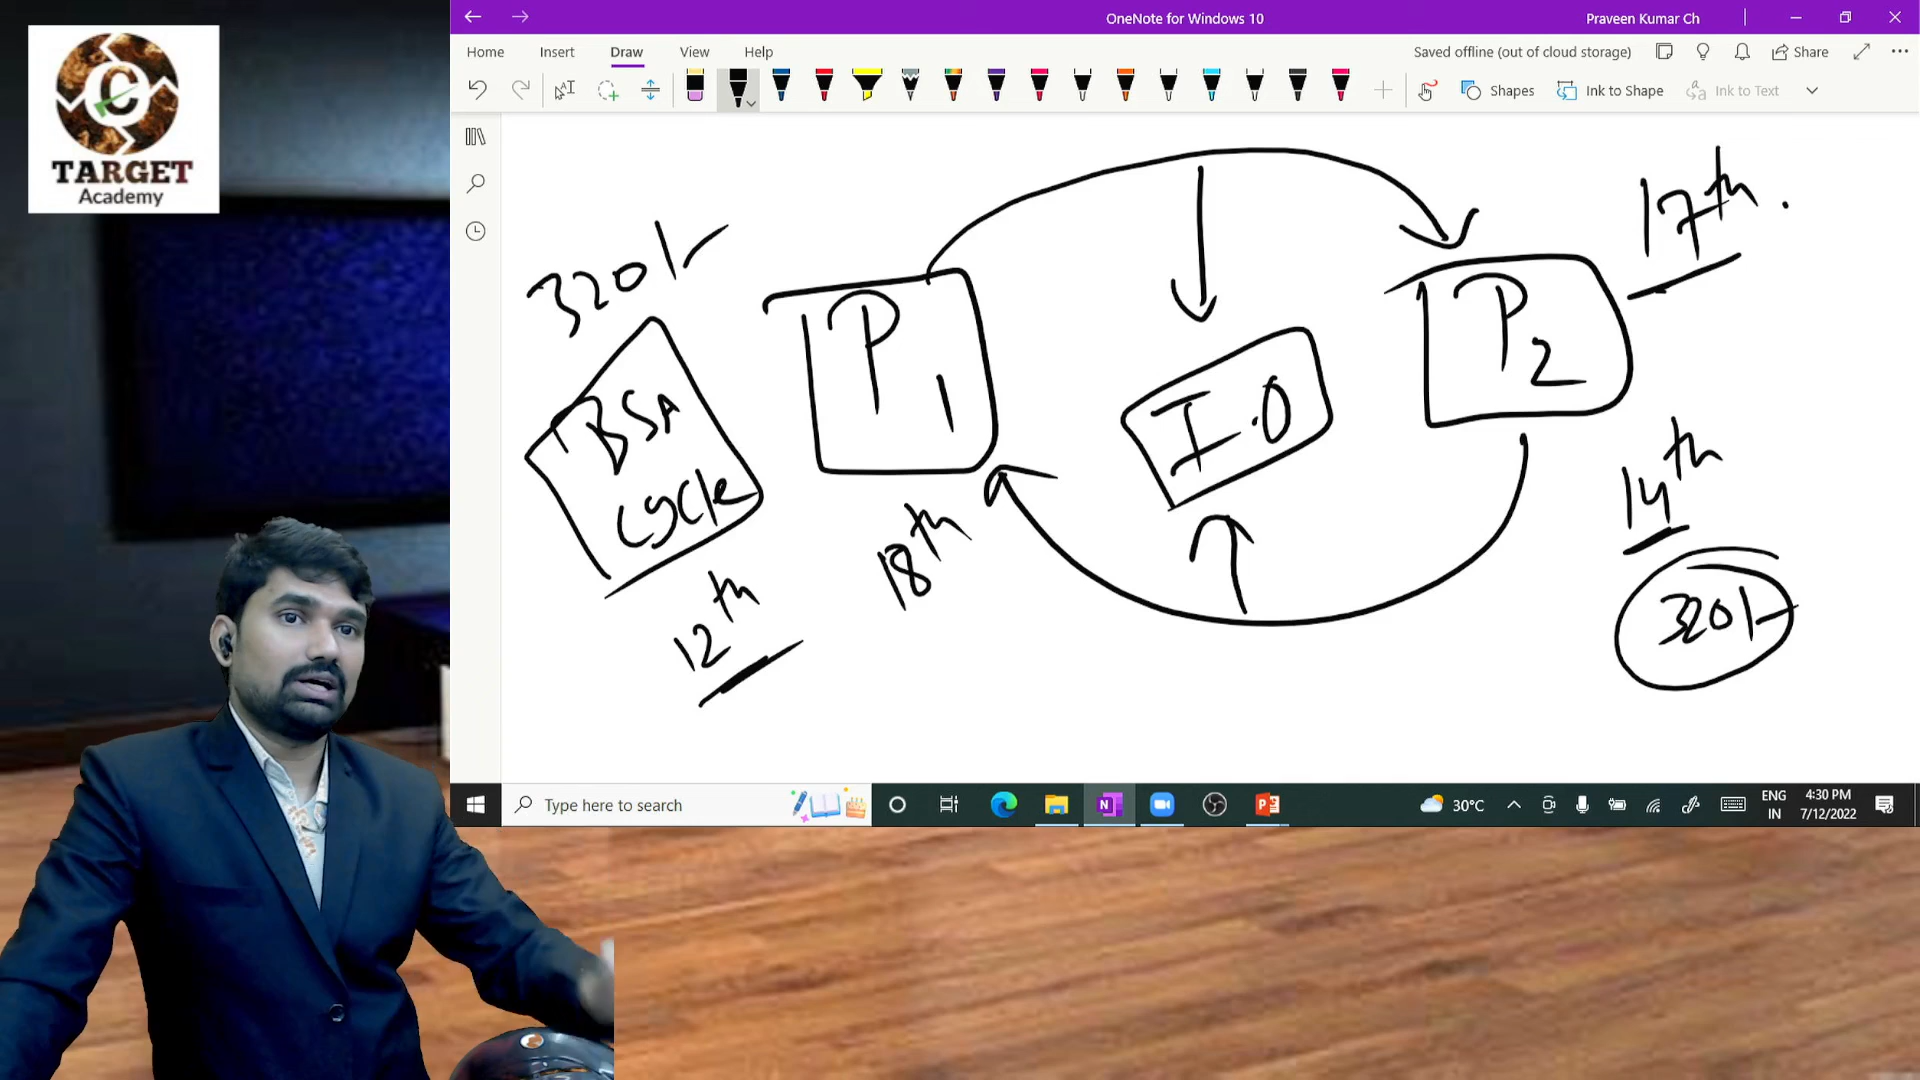 C
TARGET
Academy
OneNote for Windows 10
Praveen Kumar Ch
Home
Insert
Draw
View
Help
Saved offline (out of cloud storage)
Share
Shapes
Ink to Shape
Ink to Text
320/-
BSA
cycle
12th
P1
18th
I.O
P2
17th.
14th
320/-
Type here to search
N
30°C
ENG
IN
4:30 PM
7/12/2022